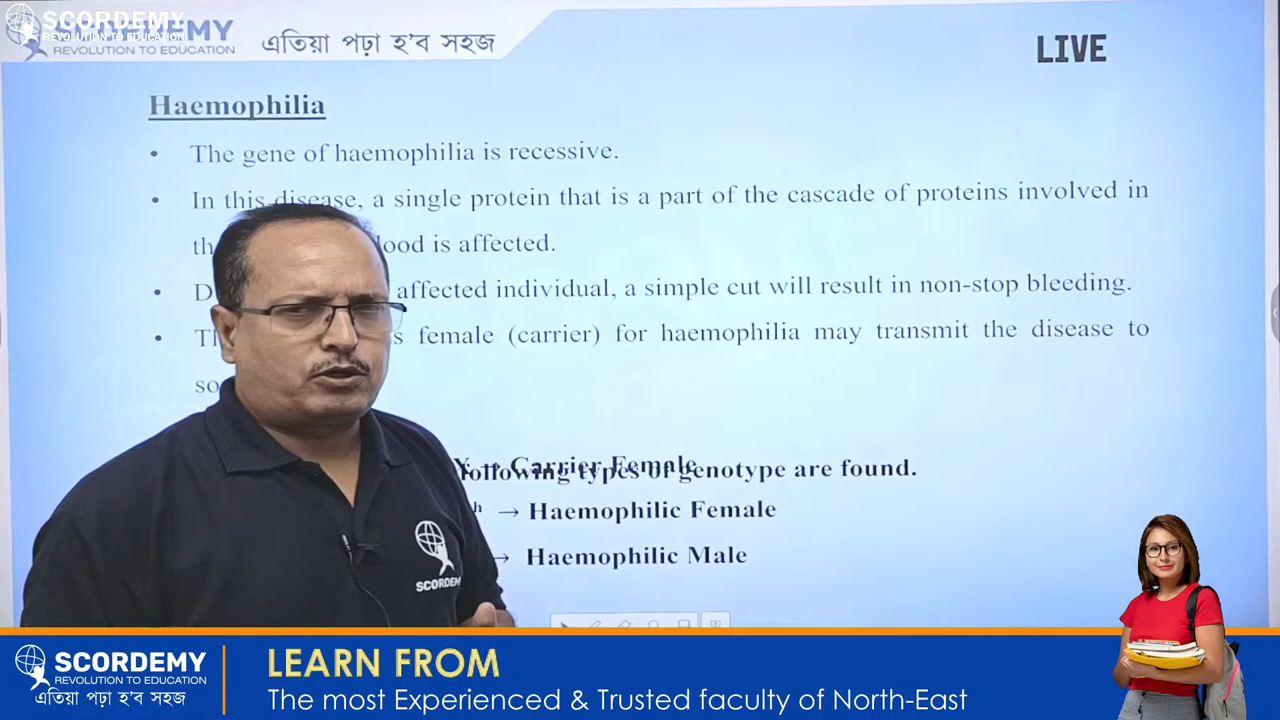 SCORDEMY
REVOLUTION TO EDUCATION
এতিয়া পঢ়া হ'ব সহজ
LIVE
Haemophilia
• The gene of haemophilia is recessive.
• In this disease, a single protein that is a part of the cascade of proteins involved in
is affected.
• affected individual, a simple cut will result in non-stop bleeding.
• female (carrier) for haemophilia may transmit the disease to
→ Carrier Female
following types of genotype are found.
h → Haemophilic Female
→ Haemophilic Male
SCORDEMY
SCORDEMY
REVOLUTION TO EDUCATION
এতিয়া পঢ়া হ'ব সহজ
LEARN FROM
The most Experienced & Trusted faculty of North-East